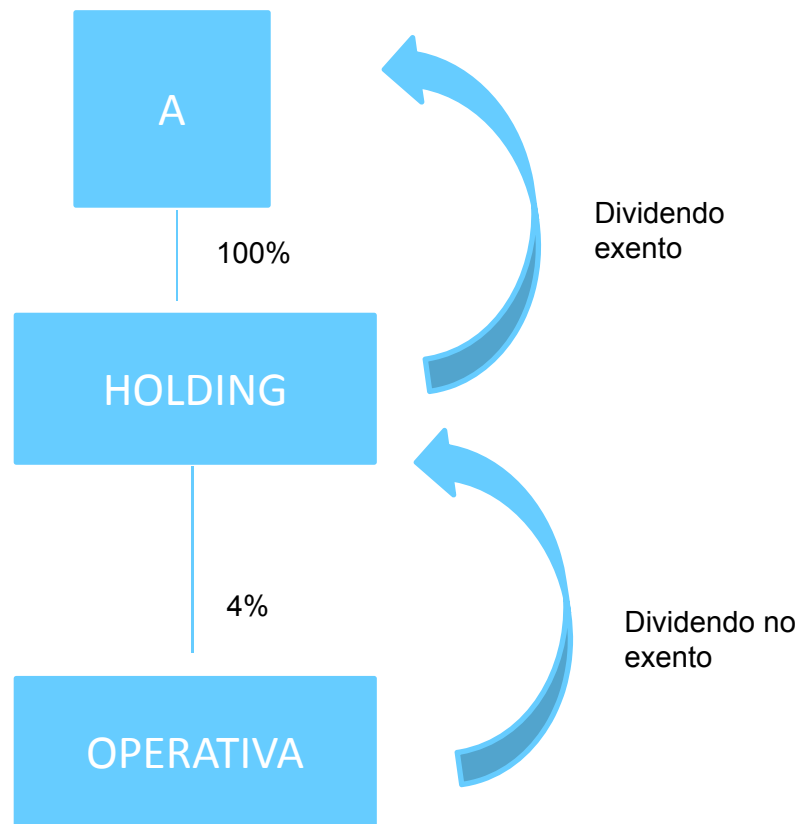 A
Dividendo
exento
100%
HOLDING
4%
Dividendo no
exento
OPERATIVA